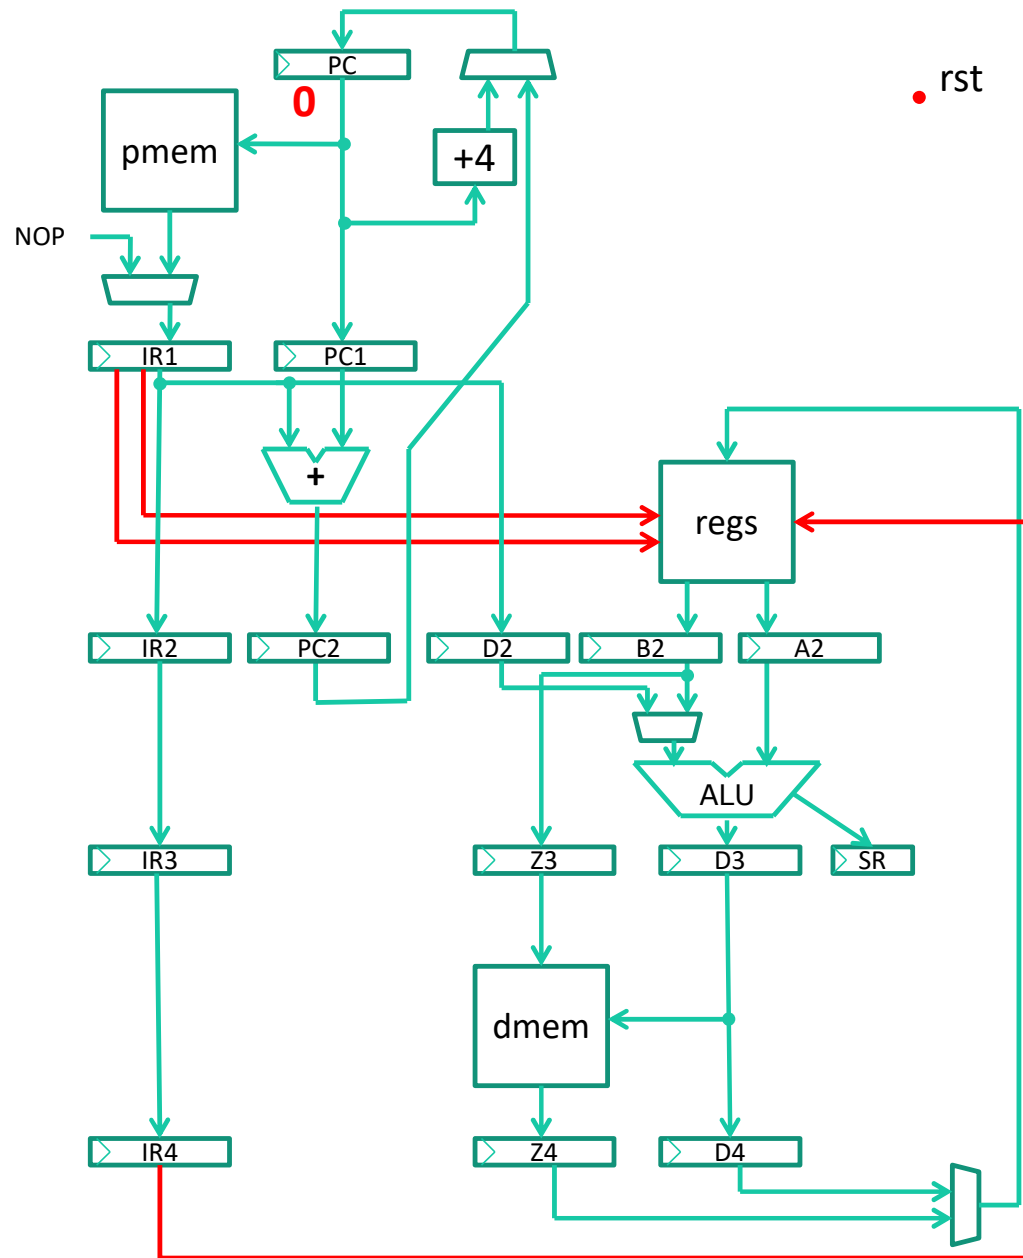 PC
rst
0
pmem
+4
NOP
IR1
PC1
+
regs
IR2
PC2
D2
B2
A2
ALU
IR3
Z3
D3
SR
dmem
IR4
Z4
D4